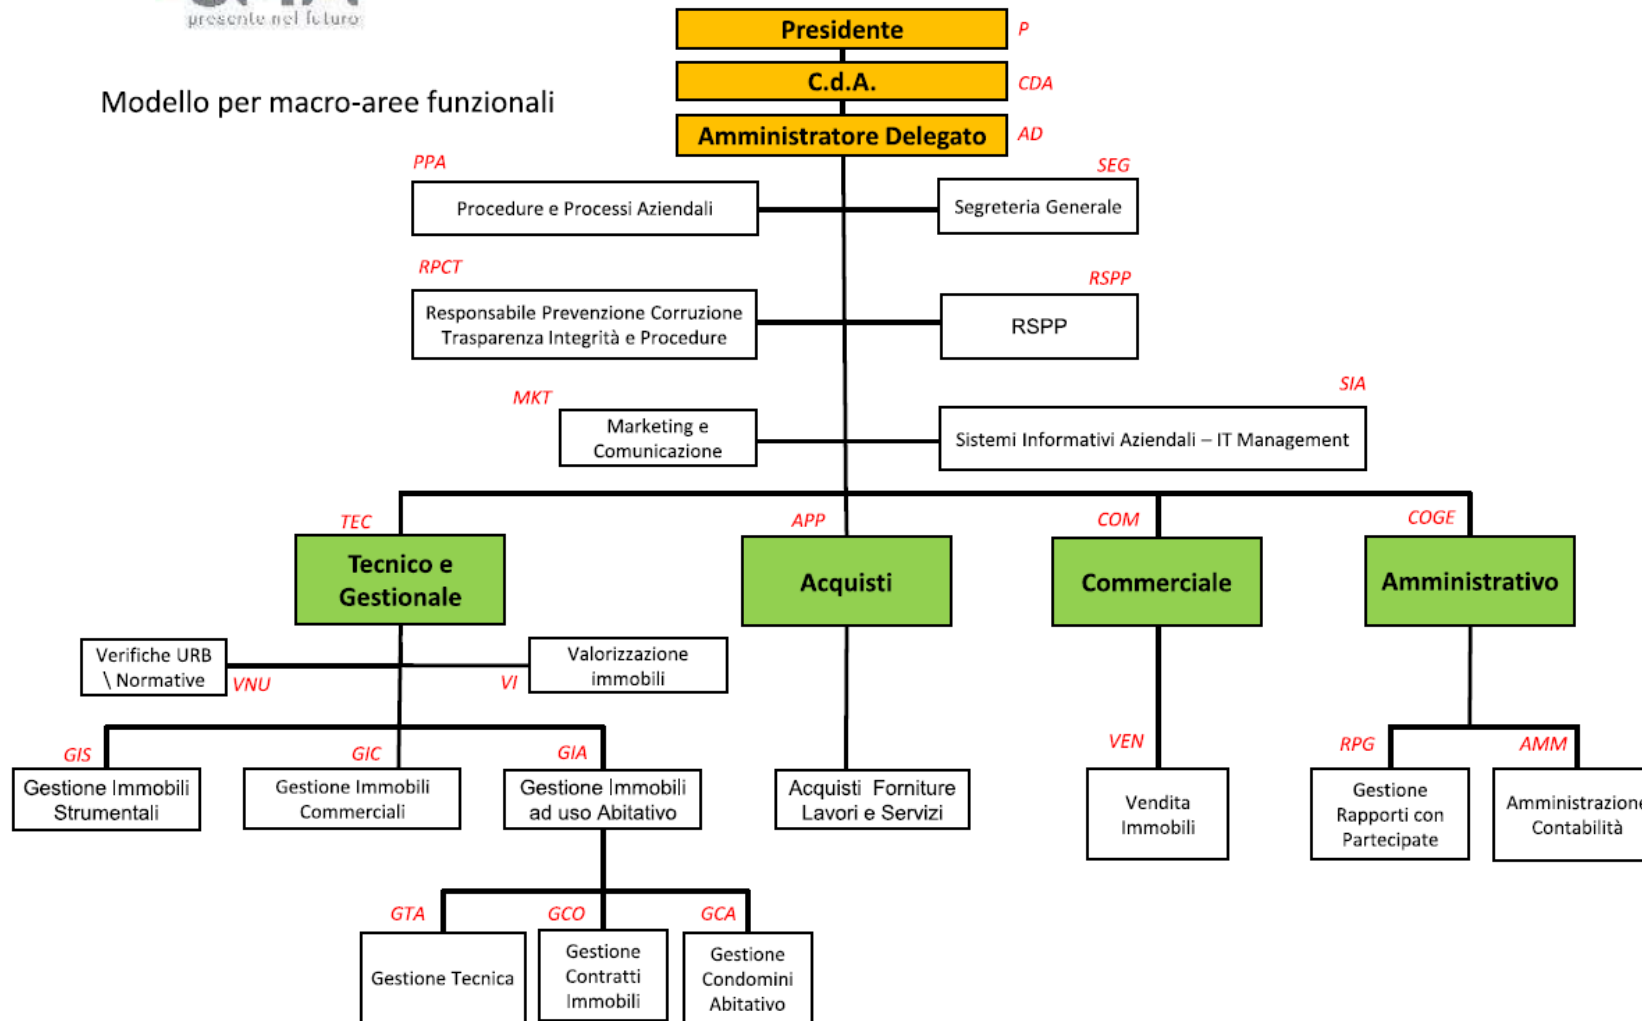 presente nel futuro
Modello per macro-aree funzionali
Presidente
P
C.d.A.
CDA
Amministratore Delegato
AD
PPA
Procedure e Processi Aziendali
SEG
Segreteria Generale
RPCT
Responsabile Prevenzione Corruzione
Trasparenza Integrità e Procedure
RSPP
RSPP
MKT
Marketing e
Comunicazione
SIA
Sistemi Informativi Aziendali – IT Management
TEC
Tecnico e
Gestionale
APP
Acquisti
COM
Commerciale
COGE
Amministrativo
Verifiche URB
\ Normative
VNU
VI
Valorizzazione
immobili
GIS
Gestione Immobili
Strumentali
GIC
Gestione Immobili
Commerciali
GIA
Gestione Immobili
ad uso Abitativo
Acquisti Forniture
Lavori e Servizi
VEN
Vendita
Immobili
RPG
Gestione
Rapporti con
Partecipate
AMM
Amministrazione
Contabilità
GTA
Gestione Tecnica
GCO
Gestione
Contratti
Immobili
GCA
Gestione
Condomini
Abitativo